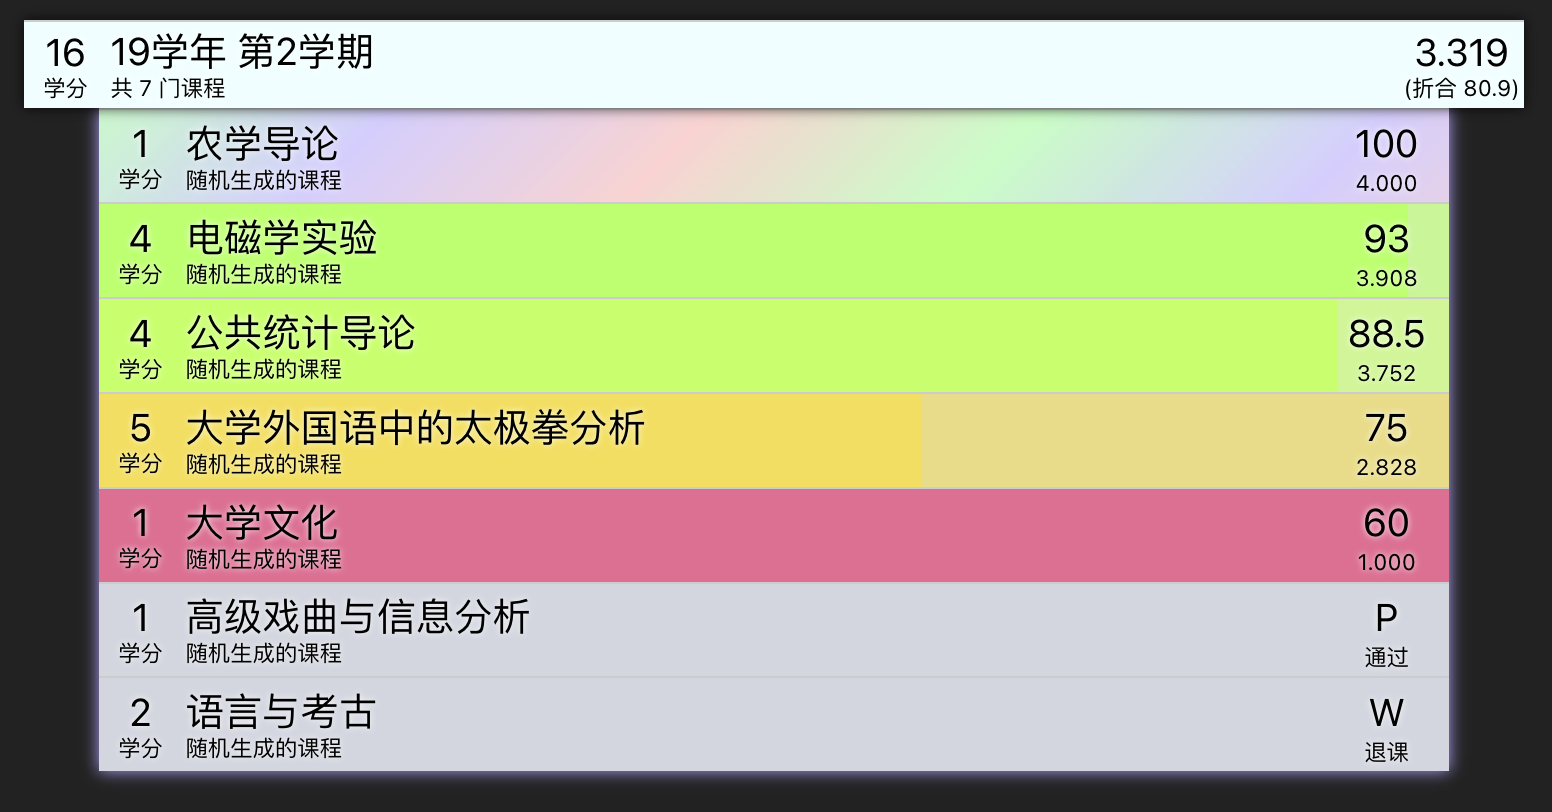 16 19学年 第2学期 3.319
学分 共 7 门课程 (折合 80.9)
1 农学导论 100
学分 随机生成的课程 4.000
4 电磁学实验 93
学分 随机生成的课程 3.908
4 公共统计导论 88.5
学分 随机生成的课程 3.752
5 大学外国语中的太极拳分析 75
学分 随机生成的课程 2.828
1 大学文化 60
学分 随机生成的课程 1.000
1 高级戏曲与信息分析 P
学分 随机生成的课程 通过
2 语言与考古 W
学分 随机生成的课程 退课